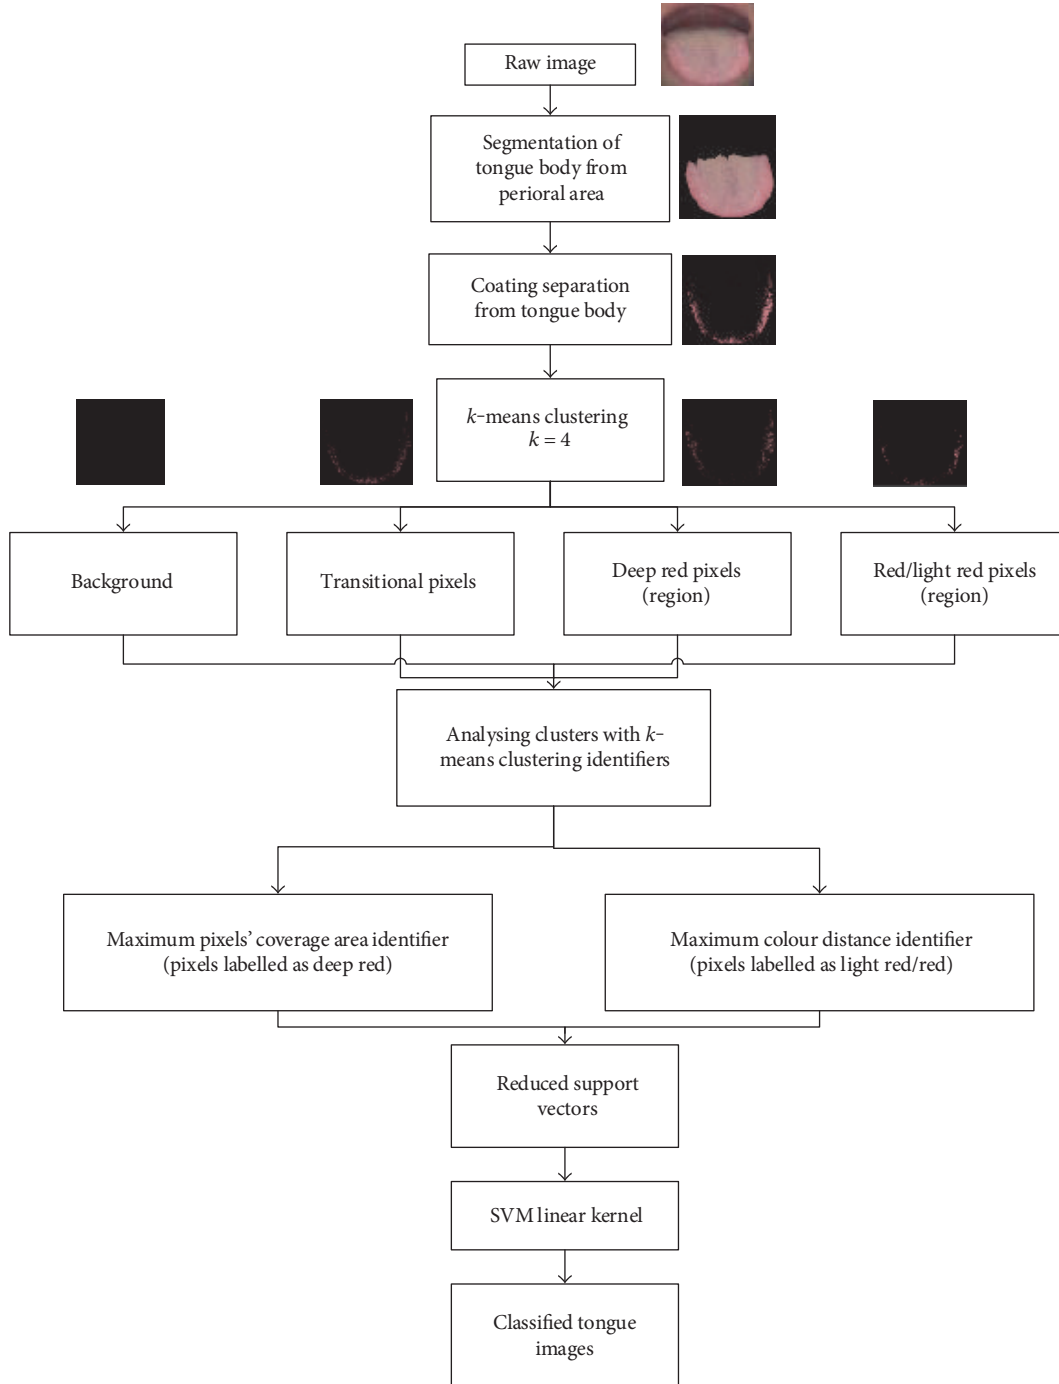 Raw image
Segmentation of
tongue body from
perioral area
Coating separation
from tongue body
k-means clustering
k = 4
Background
Transitional pixels
Deep red pixels
(region)
Red/light red pixels
(region)
Analysing clusters with k-
means clustering identifiers
Maximum pixels' coverage area identifier
(pixels labelled as deep red)
Maximum colour distance identifier
(pixels labelled as light red/red)
Reduced support
vectors
SVM linear kernel
Classified tongue
images